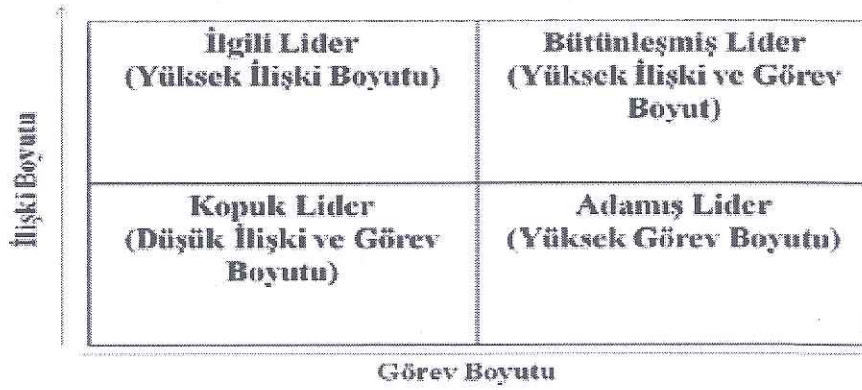 İlgili Lider
(Yüksek İlişki Boyutu)
Bütünleşmiş Lider
(Yüksek İlişki ve Görev
Boyut)
Kopuk Lider
(Düşük İlişki ve Görev
Boyutu)
Adamış Lider
(Yüksek Görev Boyutu)
İlişki Boyutu
Görev Boyutu